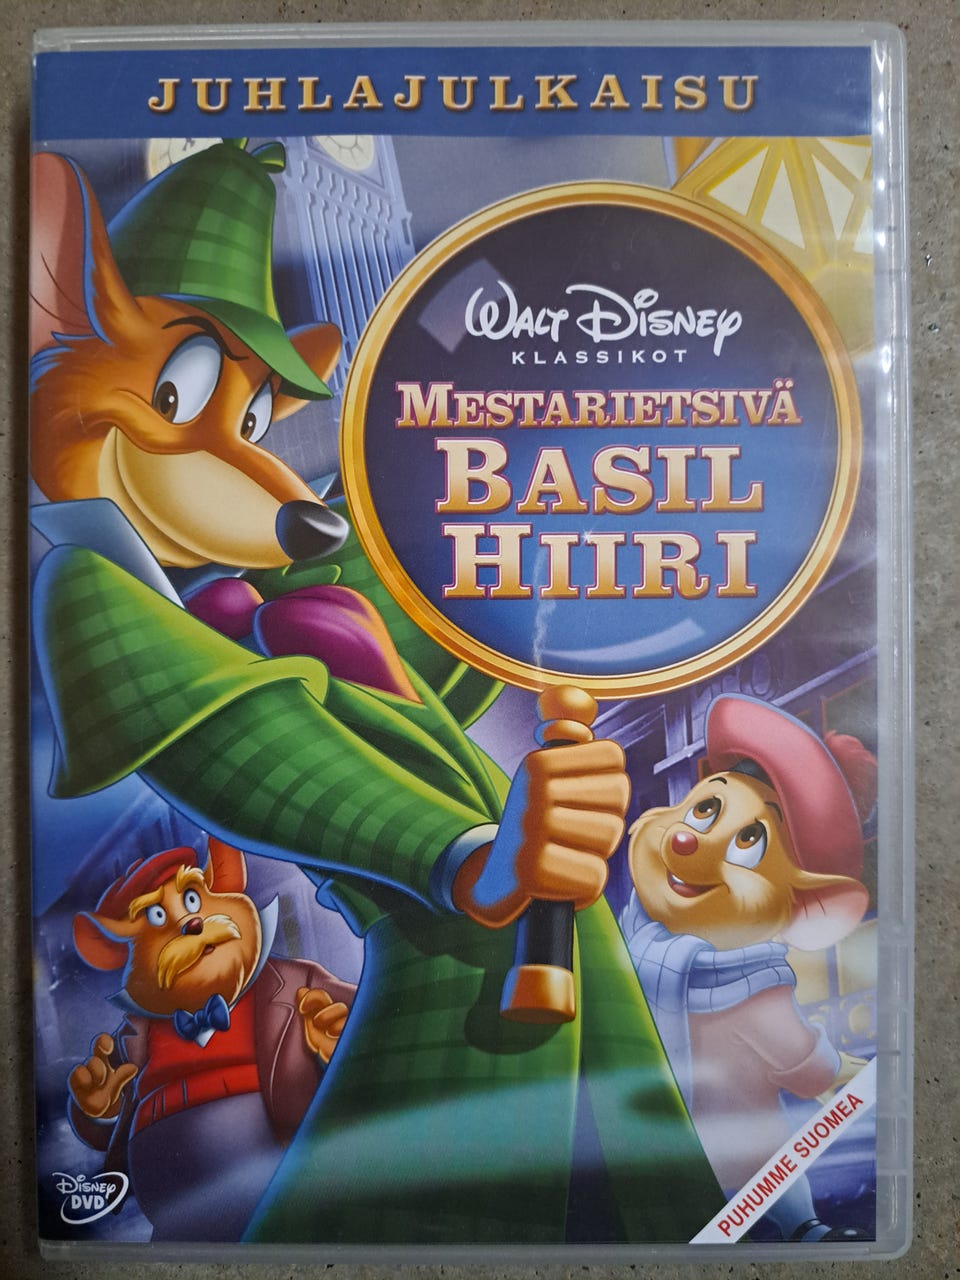 JUHLAJULKAISU
WALT DISNEY
KLASSIKOT
MESTARIETSIVÄ
BASIL
HIIRI
DISNEY
DVD
PUHUMME SUOMEA